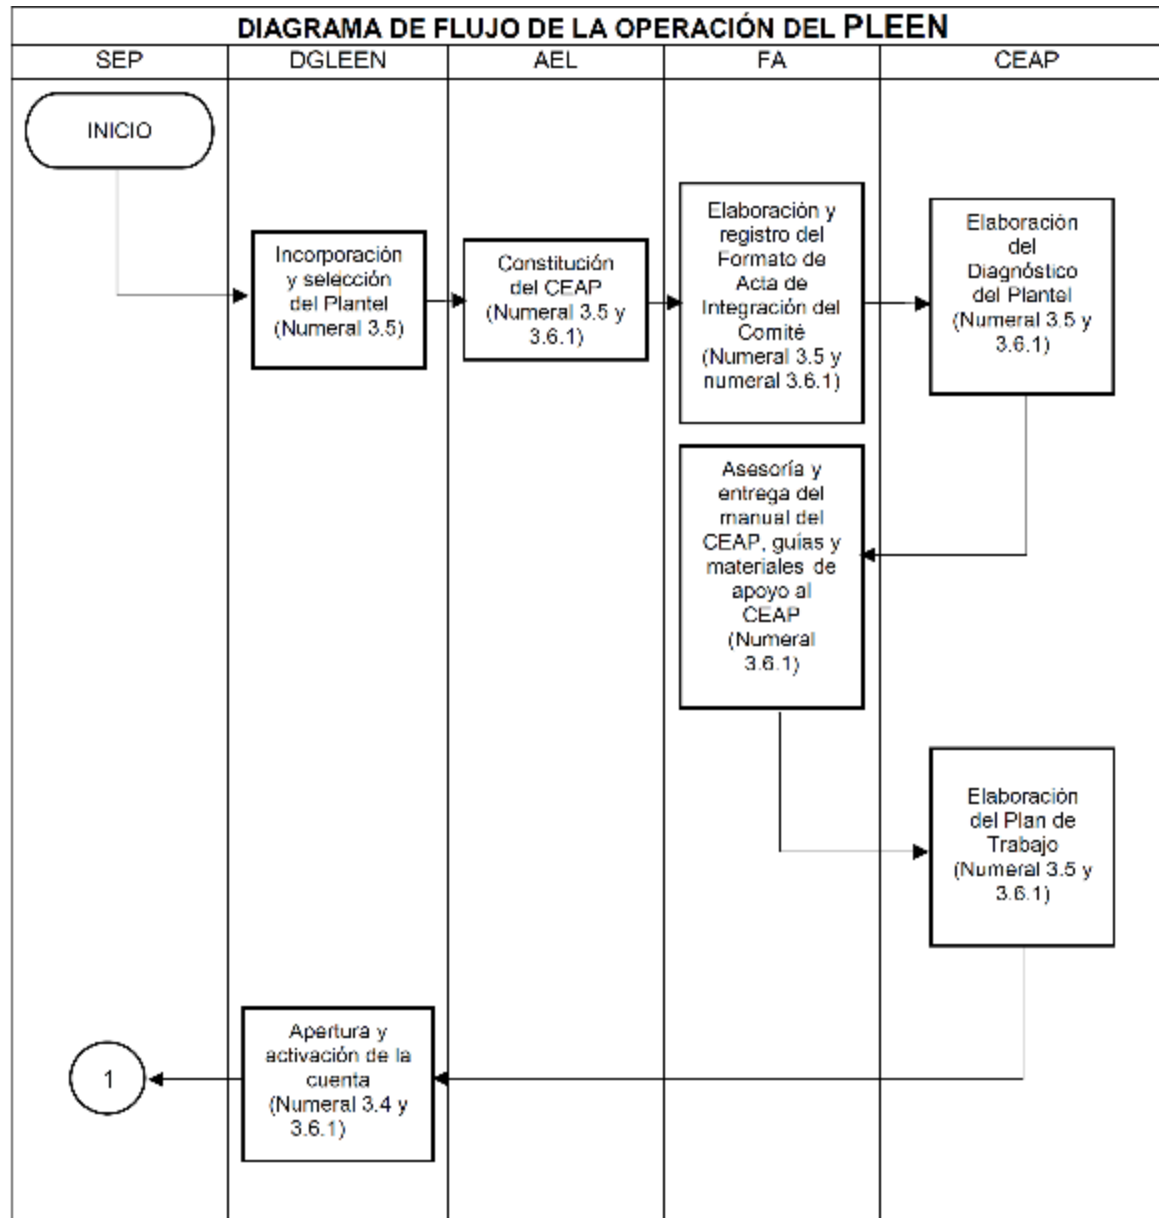 DIAGRAMA DE FLUJO DE LA OPERACIÓN DEL PLEEN
SEP
DGLEEN
AEL
FA
CEAP
INICIO
Incorporación
y selección
del Plantel
(Numeral 3.5)
Constitución
del CEAP
(Numeral 3.5 y
3.6.1)
Elaboración y
registro del
Formato de
Acta de
Integración del
Comité
(Numeral 3.5 y
numeral 3.6.1)
Elaboración
del
Diagnóstico
del Plantel
(Numeral 3.5 y
3.6.1)
Asesoría y
entrega del
manual del
CEAP, guías y
materiales de
apoyo al
CEAP
(Numeral
3.6.1)
Elaboración
del Plan de
Trabajo
(Numeral 3.5 y
3.6.1)
Apertura y
activación de la
cuenta
(Numeral 3.4 y
3.6.1)
1